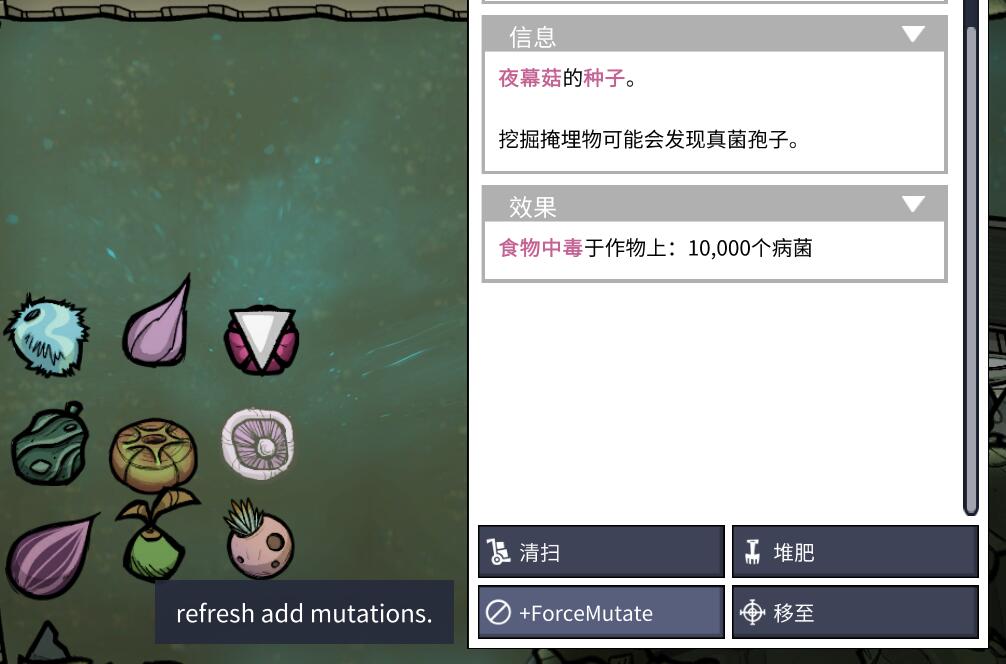 信息
夜幕菇的种子。
挖掘掩埋物可能会发现真菌孢子。
效果
食物中毒于作物上：10,000个病菌
清扫
堆肥
+ForceMutate
移至
refresh add mutations.